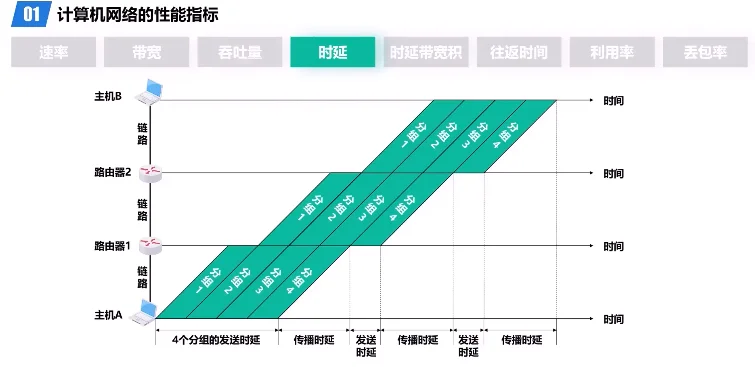 01 计算机网络的性能指标
速率 带宽 吞吐量 时延 时延带宽积 往返时间 利用率 丢包率
主机B 时间
链路
路由器2 时间
链路
路由器1 时间
链路
主机A 时间
分组1 分组2 分组3 分组4
分组1 分组2 分组3 分组4
分组1 分组2 分组3 分组4
4个分组的发送时延 传播时延 发送时延 传播时延 发送时延 传播时延